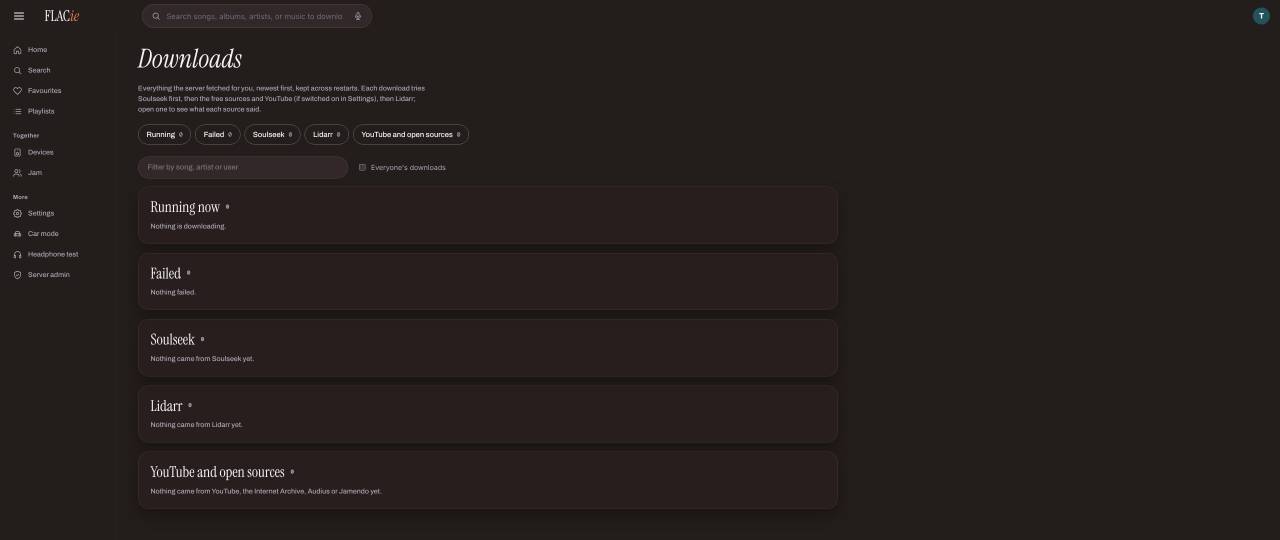 FLACie
Search songs, albums, artists, or music to downlo
T
Home
Search
Favourites
Playlists
Together
Devices
Jam
More
Settings
Car mode
Headphone test
Server admin
Downloads
Everything the server fetched for you, newest first, kept across restarts. Each download tries
Soulseek first, then the free sources and YouTube (if switched on in Settings), then Lidarr;
open one to see what each source said.
Running 0
Failed 0
Soulseek 0
Lidarr 0
YouTube and open sources 0
Filter by song, artist or user
Everyone's downloads
Running now 0
Nothing is downloading.
Failed 0
Nothing failed.
Soulseek 0
Nothing came from Soulseek yet.
Lidarr 0
Nothing came from Lidarr yet.
YouTube and open sources 0
Nothing came from YouTube, the Internet Archive, Audius or Jamendo yet.